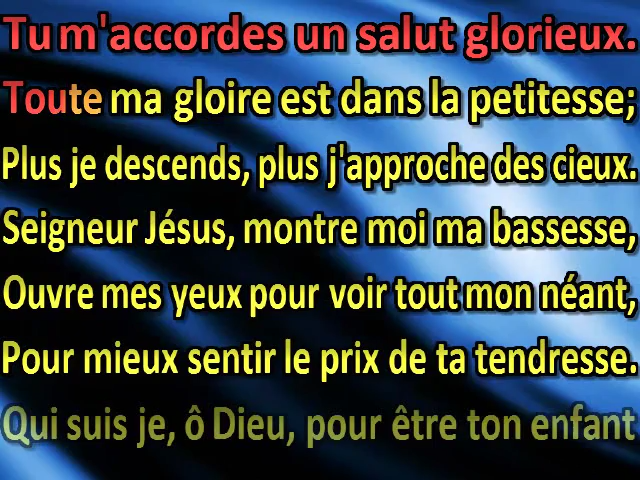 Tu m'accordes un salut glorieux.
Toute ma gloire est dans la petitesse;
Plus je descends, plus j'approche des cieux.
Seigneur Jésus, montre moi ma bassesse,
Ouvre mes yeux pour voir tout mon néant,
Pour mieux sentir le prix de ta tendresse.
Qui suis je, ô Dieu, pour être ton enfant